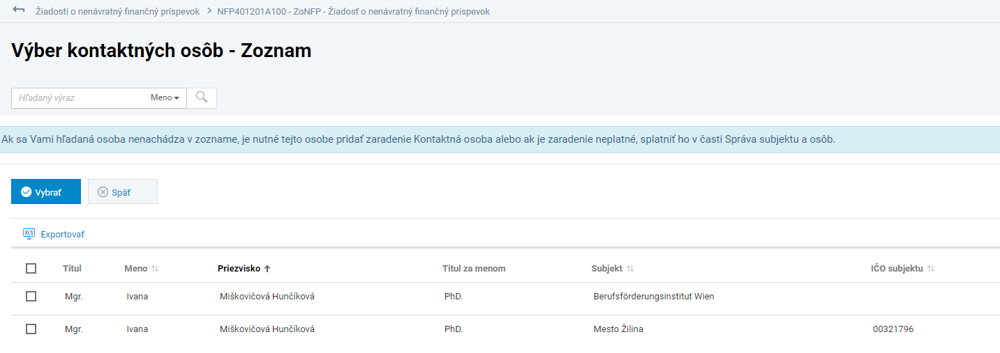 Žiadosti o nenávratný finančný príspevok > NFP401201A100 - ZoNFP - Žiadosť o nenávratný finančný príspevok
Výber kontaktných osôb - Zoznam
Hľadaný výraz Meno
Ak sa Vami hľadaná osoba nenachádza v zozname, je nutné tejto osobe pridať zaradenie Kontaktná osoba alebo ak je zaradenie neplatné, splatniť ho v časti Správa subjektu a osôb.
Vybrať Späť
XLS Exportovať
Titul Meno Priezvisko Titul za menom Subjekt IČO subjektu
Mgr. Ivana Miškovičová Hunčíková PhD. Berufsförderungsinstitut Wien
Mgr. Ivana Miškovičová Hunčíková PhD. Mesto Žilina 00321796